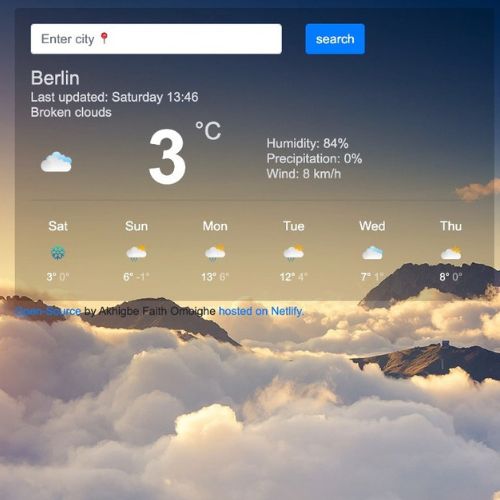 Enter city 📍 search
Berlin
Last updated: Saturday 13:46
Broken clouds
3 °C
Humidity: 84%
Precipitation: 0%
Wind: 8 km/h
Sat Sun Mon Tue Wed Thu
3° 0° 6° -1° 13° 6° 12° 4° 7° 1° 8° 0°
Open-Source by Akhigbe Faith Omoighe hosted on Netlify.